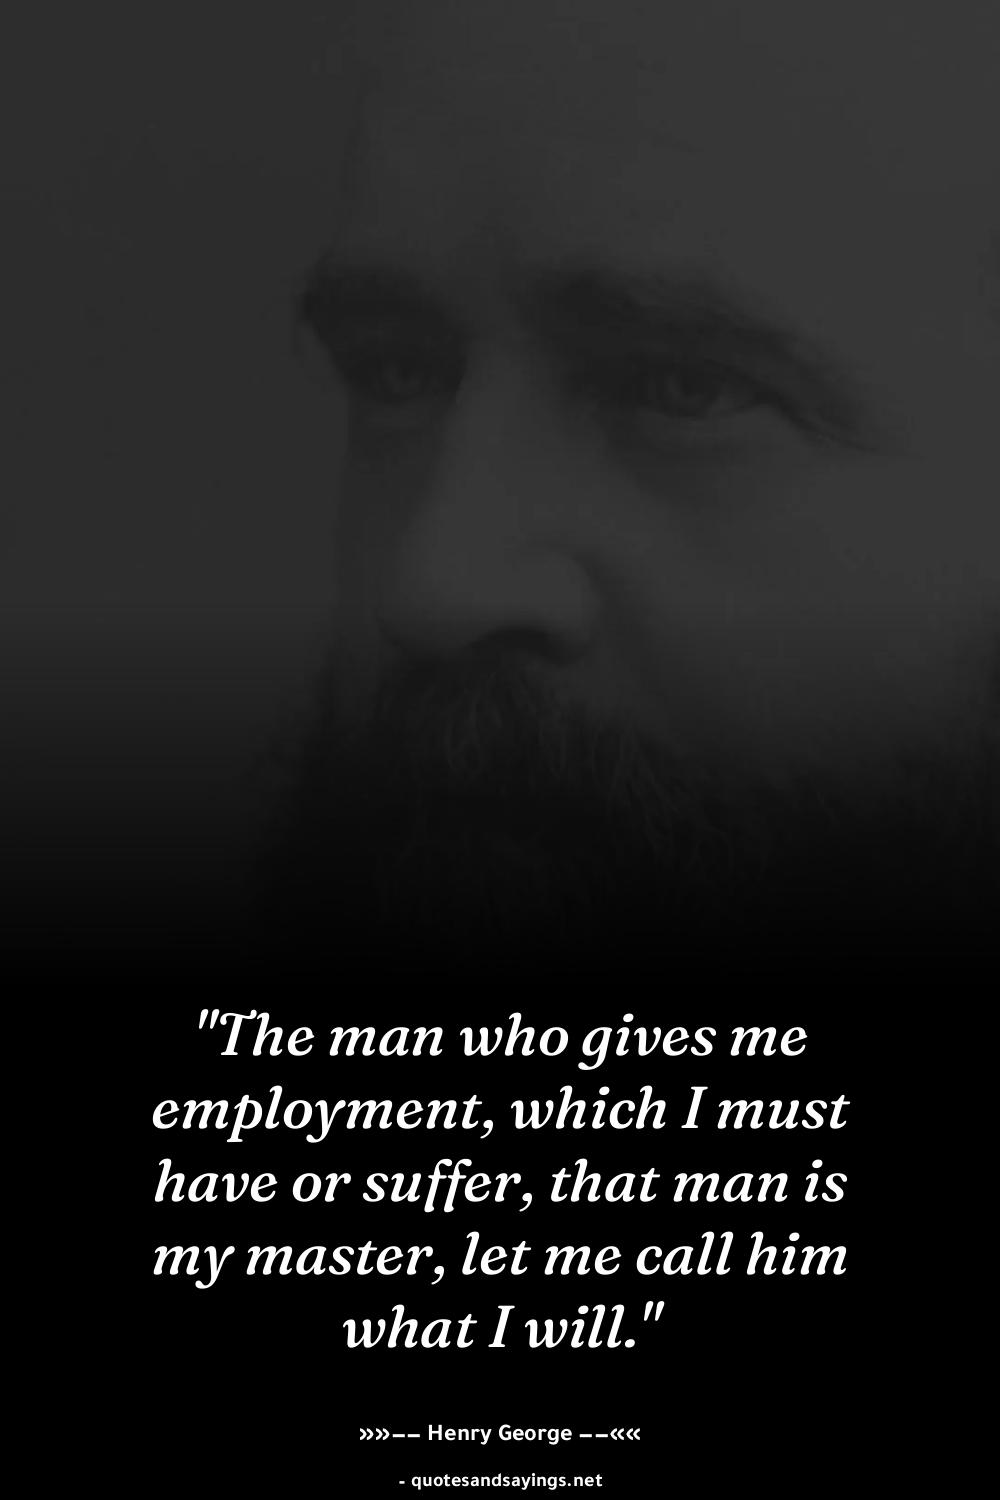 "The man who gives me
employment, which I must
have or suffer, that man is
my master, let me call him
what I will."
»»−− Henry George −−««
- quotesandsayings.net